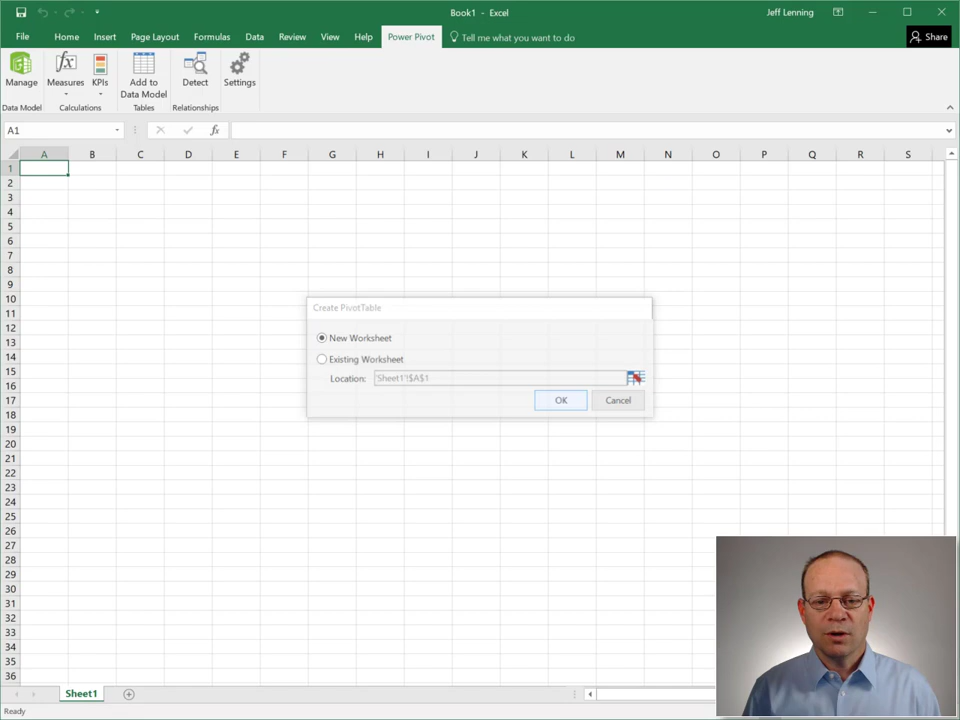 Book1 - Excel
Jeff Lenning
File Home Insert Page Layout Formulas Data Review View Help Power Pivot Tell me what you want to do Share
Manage Measures KPIs Add to Data Model Detect Settings
Data Model Calculations Tables Relationships
A1 fx
A B C D E F G H I J K L M N O P Q R S
1
2
3
4
5
6
7
8
9
10
11
12
13
14
15
16
17
18
19
20
21
22
23
24
25
26
27
28
29
30
31
32
33
34
35
36
Create PivotTable
New Worksheet
Existing Worksheet
Location: 'Sheet1'!$A$1
OK Cancel
Sheet1
Ready